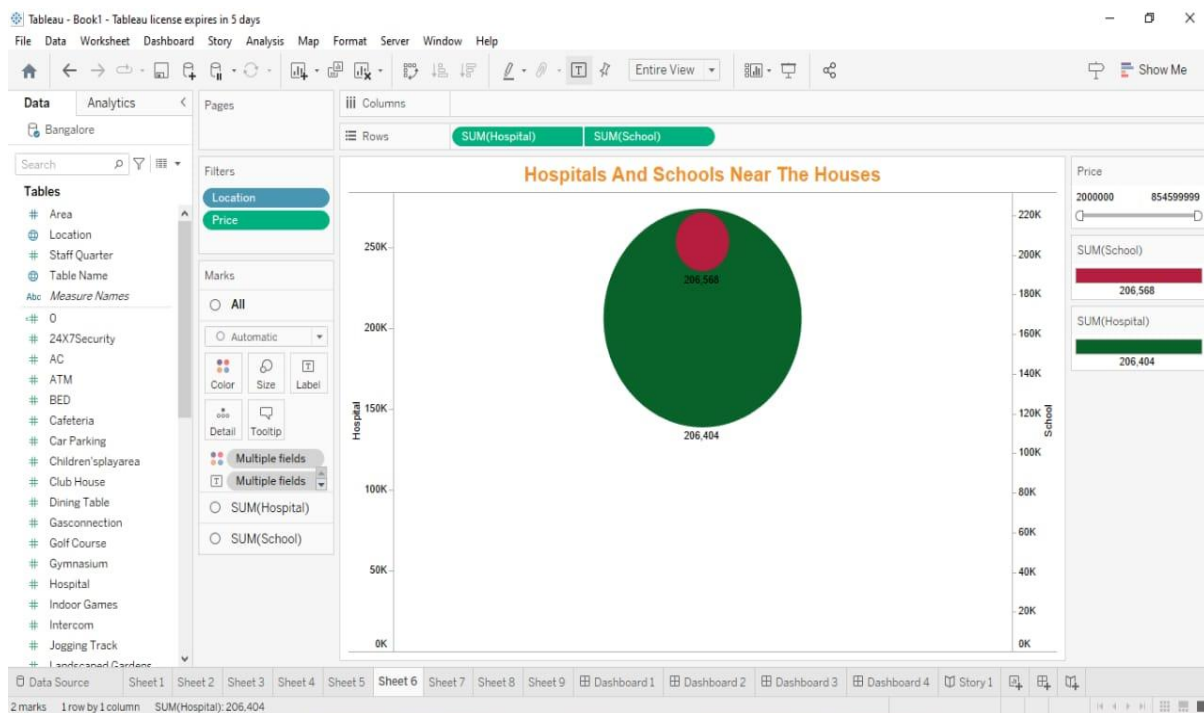 Tableau - Book1 - Tableau license expires in 5 days
File Data Worksheet Dashboard Story Analysis Map Format Server Window Help
Entire View
Show Me
Data Analytics
Bangalore
Search
Tables
Area
Location
Staff Quarter
Table Name
Abc Measure Names
0
24X7Security
AC
ATM
BED
Cafeteria
Car Parking
Children'splayarea
Club House
Dining Table
Gasconnection
Golf Course
Gymnasium
Hospital
Indoor Games
Intercom
Jogging Track
Landscaped Gardens
Pages
Filters
Location
Price
Marks
All
Automatic
Color Size Label
Detail Tooltip
Multiple fields
Multiple fields
SUM(Hospital)
SUM(School)
Columns
Rows SUM(Hospital) SUM(School)
Hospitals And Schools Near The Houses
Hospital
250K
200K
150K
100K
50K
0K
206,568
206,404
220K
200K
180K
160K
140K
120K
100K
80K
60K
40K
20K
0K
School
Price
2000000 854599999
SUM(School)
206,568
SUM(Hospital)
206,404
Data Source Sheet 1 Sheet 2 Sheet 3 Sheet 4 Sheet 5 Sheet 6 Sheet 7 Sheet 8 Sheet 9 Dashboard 1 Dashboard 2 Dashboard 3 Dashboard 4 Story 1
2 marks 1 row by 1 column SUM(Hospital): 206,404